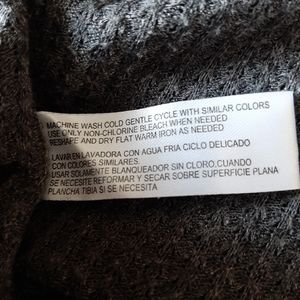 MACHINE WASH COLD GENTLE CYCLE WITH SIMILAR COLORS
USE ONLY NON-CHLORINE BLEACH WHEN NEEDED
RESHAPE AND DRY FLAT WARM IRON AS NEEDED
LAVAR EN LAVADORA CON AGUA FRIA CICLO DELICADO
CON COLORES SIMILARES.
USAR SOLAMENTE BLANQUEADOR SIN CLORO,CUANDO
SE NECESITE REFORMAR Y SECAR SOBRE SUPERFICIE PLANA
PLANCHA TIBIA SI SE NECESITA